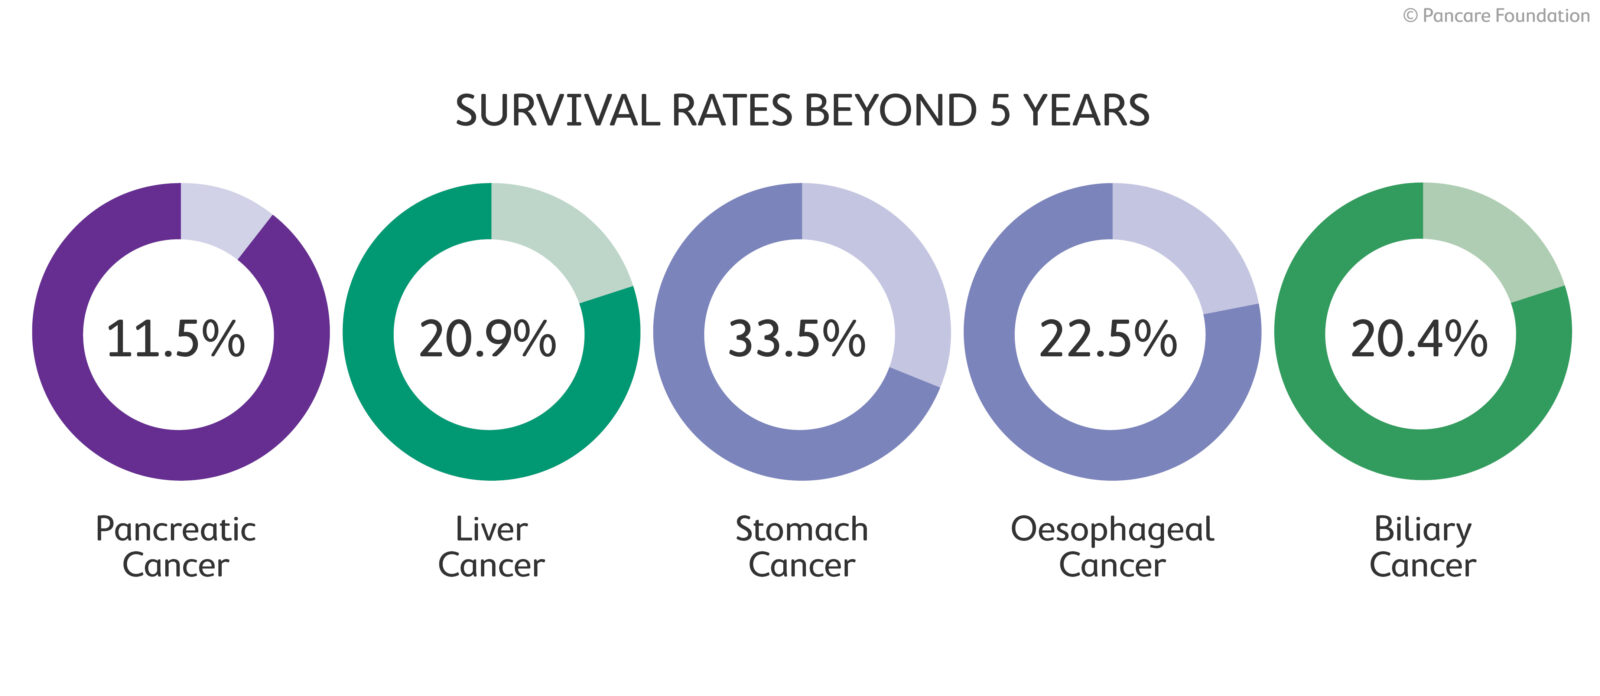 © Pancare Foundation
SURVIVAL RATES BEYOND 5 YEARS
11.5%
20.9%
33.5%
22.5%
20.4%
Pancreatic
Cancer
Liver
Cancer
Stomach
Cancer
Oesophageal
Cancer
Biliary
Cancer